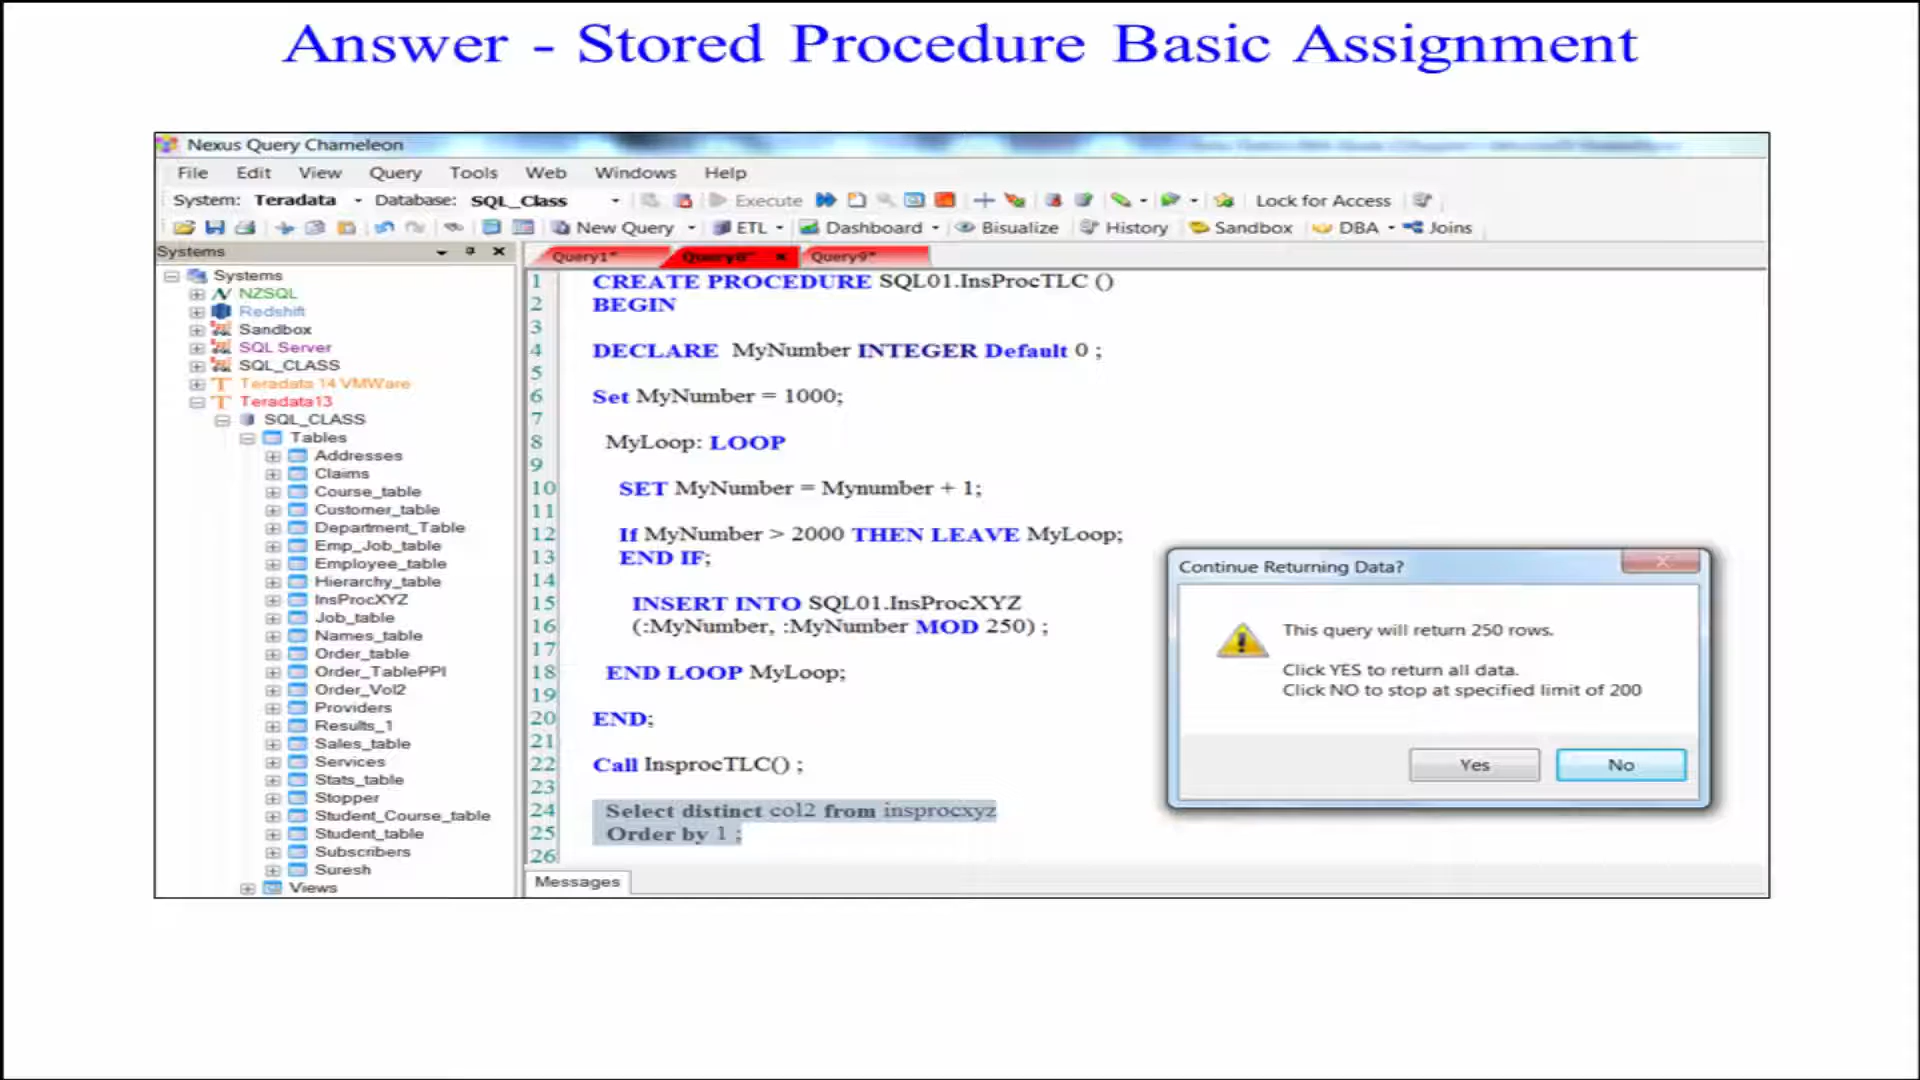 Answer - Stored Procedure Basic Assignment
Nexus Query Chameleon
File Edit View Query Tools Web Windows Help
System: Teradata Database: SQL_Class Execute Lock for Access
New Query ETL Dashboard Bisualize History Sandbox DBA Joins
Systems
Query1* Query8* Query9*
Systems
NZSQL
Redshift
Sandbox
SQL Server
SQL_CLASS
Teradata 14 VMWare
Teradata13
SQL_CLASS
Tables
Addresses
Claims
Course_table
Customer_table
Department_Table
Emp_Job_table
Employee_table
Hierarchy_table
InsProcXYZ
Job_table
Names_table
Order_table
Order_TablePPI
Order_Vol2
Providers
Results_1
Sales_table
Services
Stats_table
Stopper
Student_Course_table
Student_table
Subscribers
Suresh
Views
1 CREATE PROCEDURE SQL01.InsProcTLC ()
2 BEGIN
3
4 DECLARE MyNumber INTEGER Default 0 ;
5
6 Set MyNumber = 1000;
7
8 MyLoop: LOOP
9
10 SET MyNumber = Mynumber + 1;
11
12 If MyNumber > 2000 THEN LEAVE MyLoop;
13 END IF;
14
15 INSERT INTO SQL01.InsProcXYZ
16 (:MyNumber, :MyNumber MOD 250) ;
17
18 END LOOP MyLoop;
19
20 END;
21
22 Call InsprocTLC() ;
23
24 Select distinct col2 from insprocxyz
25 Order by 1 ;
26
Messages
Continue Returning Data?
This query will return 250 rows.
Click YES to return all data.
Click NO to stop at specified limit of 200
Yes No